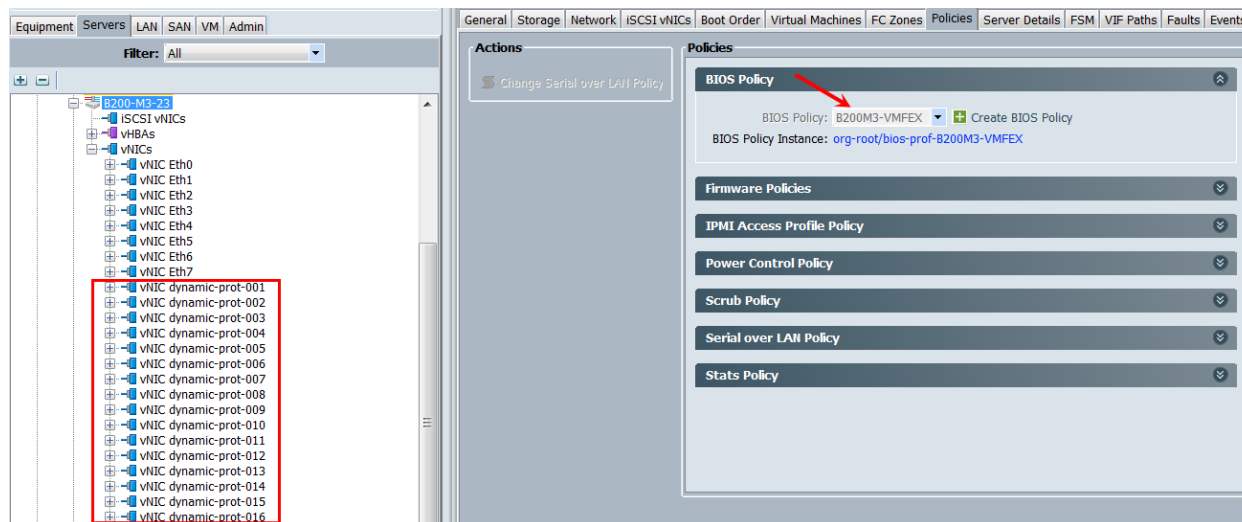 Equipment Servers LAN SAN VM Admin
Filter: All
B200-M3-23
iSCSI vNICs
vHBAs
vNICs
vNIC Eth0
vNIC Eth1
vNIC Eth2
vNIC Eth3
vNIC Eth4
vNIC Eth5
vNIC Eth6
vNIC Eth7
vNIC dynamic-prot-001
vNIC dynamic-prot-002
vNIC dynamic-prot-003
vNIC dynamic-prot-004
vNIC dynamic-prot-005
vNIC dynamic-prot-006
vNIC dynamic-prot-007
vNIC dynamic-prot-008
vNIC dynamic-prot-009
vNIC dynamic-prot-010
vNIC dynamic-prot-011
vNIC dynamic-prot-012
vNIC dynamic-prot-013
vNIC dynamic-prot-014
vNIC dynamic-prot-015
vNIC dynamic-prot-016
General Storage Network iSCSI vNICs Boot Order Virtual Machines FC Zones Policies Server Details FSM VIF Paths Faults Events
Actions
Change Serial over LAN Policy
Policies
BIOS Policy
BIOS Policy: B200M3-VMFEX Create BIOS Policy
BIOS Policy Instance: org-root/bios-prof-B200M3-VMFEX
Firmware Policies
IPMI Access Profile Policy
Power Control Policy
Scrub Policy
Serial over LAN Policy
Stats Policy